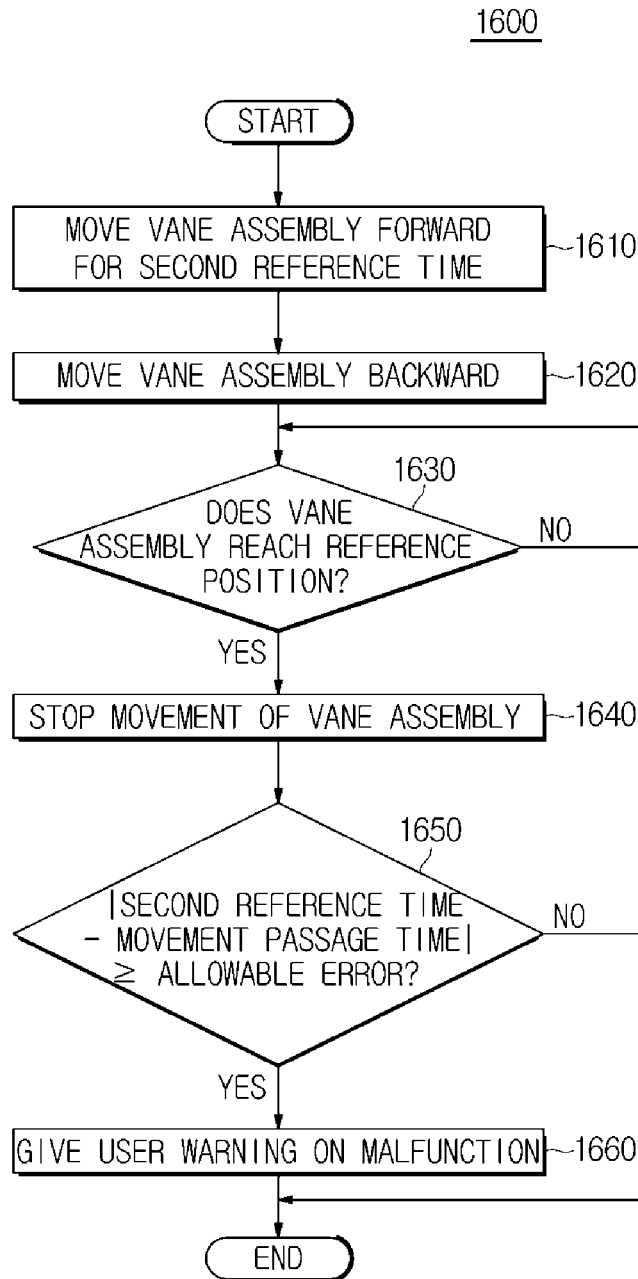 1600
START
MOVE VANE ASSEMBLY FORWARD
FOR SECOND REFERENCE TIME
1610
MOVE VANE ASSEMBLY BACKWARD
1620
1630
DOES VANE
ASSEMBLY REACH REFERENCE
POSITION?
NO
YES
STOP MOVEMENT OF VANE ASSEMBLY
1640
1650
|SECOND REFERENCE TIME
- MOVEMENT PASSAGE TIME|
≥ ALLOWABLE ERROR?
NO
YES
GIVE USER WARNING ON MALFUNCTION
1660
END